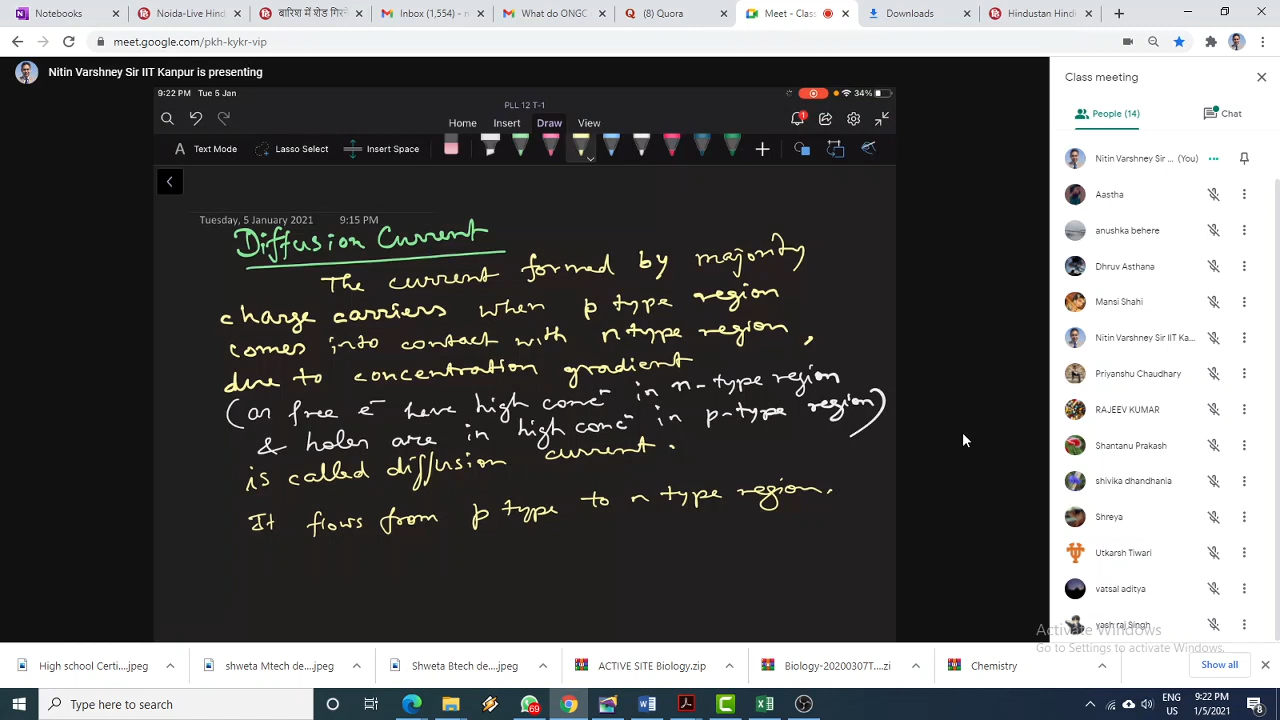 Notebooks
Noida-Live Hind
बारिश में
Inbox (1,554) - n
What do ONGC
(8) Quora
Meet - Class
Downloads
Hindustan Hind
meet.google.com/pkh-kykr-vip
Nitin Varshney Sir IIT Kanpur is presenting
9:22 PM Tue 5 Jan
34%
PLL 12 T-1
Home Insert Draw View
1
A Text Mode Lasso Select Insert Space
Tuesday, 5 January 2021 9:15 PM
Diffusion Current
The current formed by majority
charge carriers when p type region
comes into contact with n type region,
due to concentration gradient
(as free e⁻ have high concⁿ in n-type region
& holes are in high concⁿ in p-type region)
is called diffusion current.
It flows from p type to n type region.
Class meeting
People (14) Chat
Nitin Varshney Sir ... (You)
Aastha
anushka behere
Dhruv Asthana
Mansi Shahi
Nitin Varshney Sir IIT Ka...
Priyanshu Chaudhary
RAJEEV KUMAR
Shantanu Prakash
shivika dhandhania
Shreya
Utkarsh Tiwari
vatsal aditya
yash raj Singh
Activate Windows
Go to Settings to activate Windows.
High school Certi....jpeg
shweta Mtech de....jpeg
Shweta Btech de....jpeg
ACTIVE SITE Biology.zip
Biology-20200307T....zi
Chemistry
Show all
Type here to search
69
ENG
US
9:22 PM
1/5/2021
8